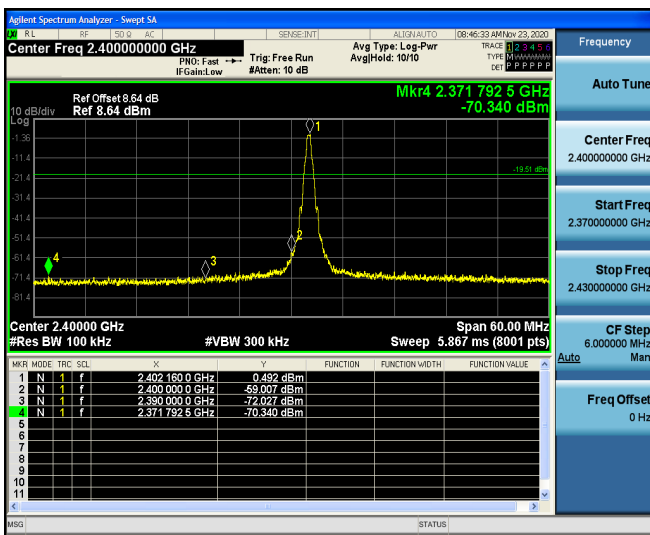 Agilent Spectrum Analyzer - Swept SA
RL RF 50 Ω AC SENSE:INT ALIGN AUTO 08:46:33 AM Nov 23, 2020
Center Freq 2.400000000 GHz
PNO: Fast
IFGain:Low
Trig: Free Run
#Atten: 10 dB
Avg Type: Log-Pwr
Avg|Hold: 10/10
TRACE 1 2 3 4 5 6
TYPE M
DET P P P P P P
Frequency
Auto Tune
Center Freq
2.400000000 GHz
Start Freq
2.370000000 GHz
Stop Freq
2.430000000 GHz
CF Step
6.000000 MHz
Auto Man
Freq Offset
0 Hz
Mkr4 2.371 792 5 GHz
-70.340 dBm
Ref Offset 8.64 dB
10 dB/div Ref 8.64 dBm
Log
-1.36
-11.4
-21.4
-31.4
-41.4
-51.4
-61.4
-71.4
-81.4
1
-19.51 dBm
2
3
4
Center 2.40000 GHz Span 60.00 MHz
#Res BW 100 kHz #VBW 300 kHz Sweep 5.867 ms (8001 pts)
MKR MODE TRC SCL X Y FUNCTION FUNCTION WIDTH FUNCTION VALUE
1 N 1 f 2.402 160 0 GHz 0.492 dBm
2 N 1 f 2.400 000 0 GHz -59.007 dBm
3 N 1 f 2.390 000 0 GHz -72.027 dBm
4 N 1 f 2.371 792 5 GHz -70.340 dBm
5
6
7
8
9
10
11
MSG STATUS